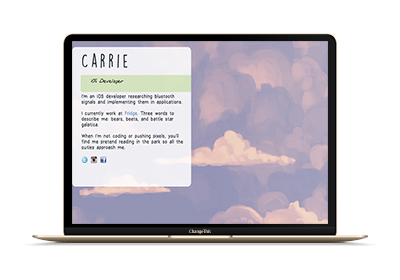 CARRIE
iOS Developer
I'm an iOS developer researching bluetooth
signals and implementing them in applications.
I currently work at Fridge. Three words to
describe me: bears, beets, and battle star
galatica.
When I'm not coding or pushing pixels, you'll
find me pretend reading in the park so all the
cuties approach me.
ChangeThis